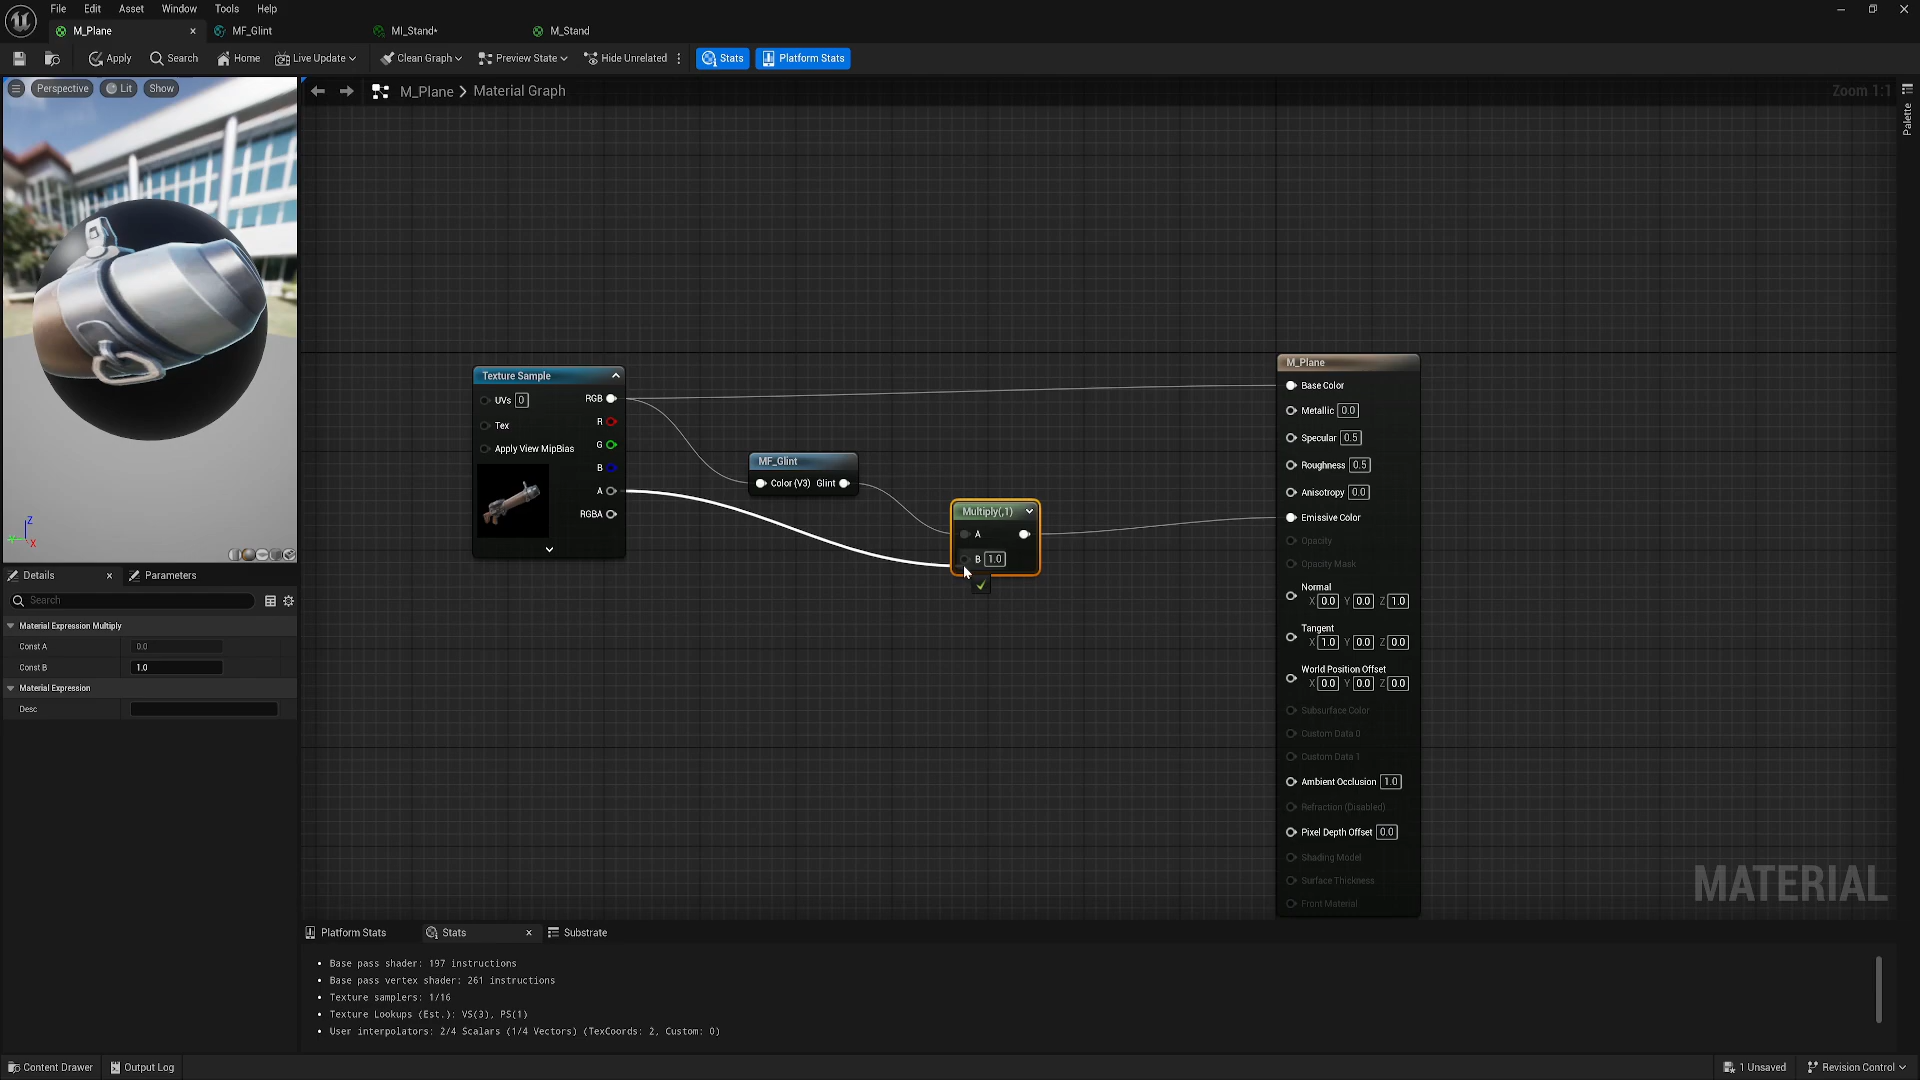 File Edit Asset Window Tools Help
M_Plane MF_Glint MI_Stand* M_Stand
Apply Search Home Live Update Clean Graph Preview State Hide Unrelated Stats Platform Stats
Perspective Lit Show
M_Plane > Material Graph
Zoom 1:1
Palette
Texture Sample
UVs 0 RGB
R
Tex
G
Apply View MipBias
B
A
RGBA
MF_Glint
Color (V3) Glint
Multiply(,1)
A
B 1.0
M_Plane
Base Color
Metallic 0.0
Specular 0.5
Roughness 0.5
Anisotropy 0.0
Emissive Color
Opacity
Opacity Mask
Normal
X 0.0 Y 0.0 Z 1.0
Tangent
X 1.0 Y 0.0 Z 0.0
World Position Offset
X 0.0 Y 0.0 Z 0.0
Subsurface Color
Custom Data 0
Custom Data 1
Ambient Occlusion 1.0
Refraction (Disabled)
Pixel Depth Offset 0.0
Shading Model
Surface Thickness
Front Material
MATERIAL
Z
X
Details Parameters
Search
Material Expression Multiply
Const A 0.0
Const B 1.0
Material Expression
Desc
Platform Stats Stats Substrate
• Base pass shader: 197 instructions
• Base pass vertex shader: 261 instructions
• Texture samplers: 1/16
• Texture Lookups (Est.): VS(3), PS(1)
• User interpolators: 2/4 Scalars (1/4 Vectors) (TexCoords: 2, Custom: 0)
Content Drawer Output Log 1 Unsaved Revision Control